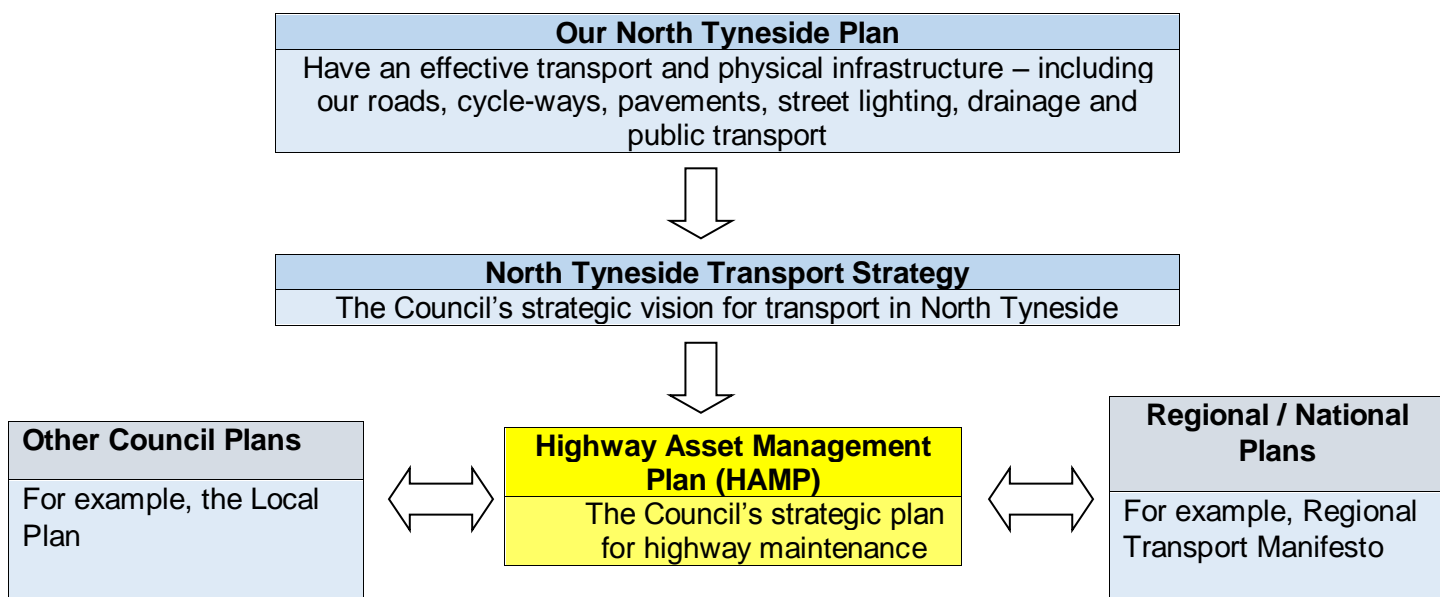 Our North Tyneside Plan
Have an effective transport and physical infrastructure – including
our roads, cycle-ways, pavements, street lighting, drainage and
public transport
North Tyneside Transport Strategy
The Council’s strategic vision for transport in North Tyneside
Other Council Plans
For example, the Local
Plan
Highway Asset Management
Plan (HAMP)
The Council’s strategic plan
for highway maintenance
Regional / National
Plans
For example, Regional
Transport Manifesto